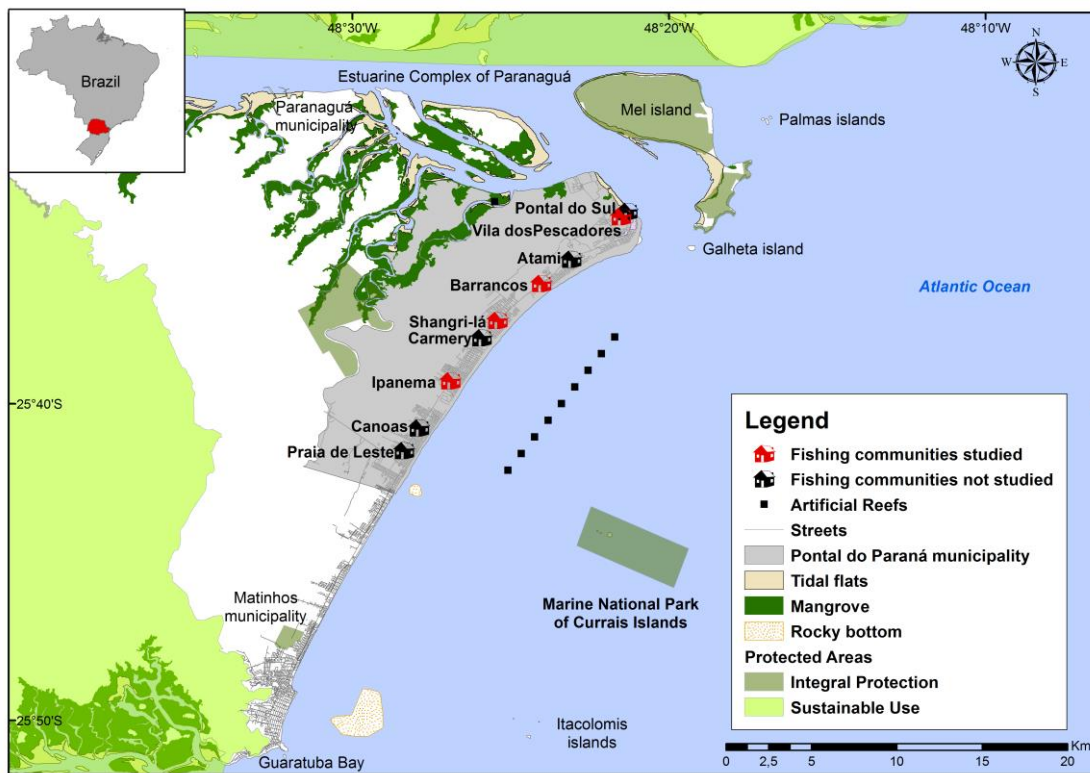 48°30'W
48°20'W
48°10'W
Brazil
Estuarine Complex of Paranaguá
N
W
E
S
Paranaguá
municipality
Mel island
Palmas islands
Pontal do Sul
Vila dosPescadores
Galheta island
Atami
Barrancos
Atlantic Ocean
Shangri-lá
Carmery
Ipanema
25°40'S
Canoas
Praia de Leste
Legend
Fishing communities studied
Fishing communities not studied
Artificial Reefs
Streets
Pontal do Paraná municipality
Tidal flats
Mangrove
Rocky bottom
Protected Areas
Integral Protection
Sustainable Use
Marine National Park
of Currais Islands
Matinhos
municipality
25°50'S
Itacolomis
islands
Guaratuba Bay
Km
0 2,5 5 10 15 20